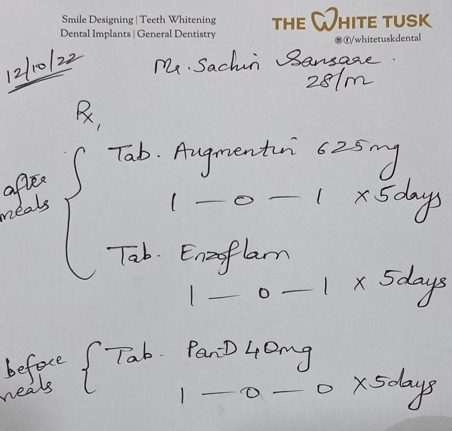 Smile Designing | Teeth Whitening
Dental Implants | General Dentistry
THE WHITE TUSK
/whitetuskdental
12/10/22
Mr. Sachin Sansare.
28/m
Rx,
after meals
Tab. Augmentin 625mg
1 — 0 — 1 x 5days
Tab. Enzoflam
1 — 0 — 1 x 5days
before meals
Tab. PanD 40mg
1 — 0 — 0 x 5days